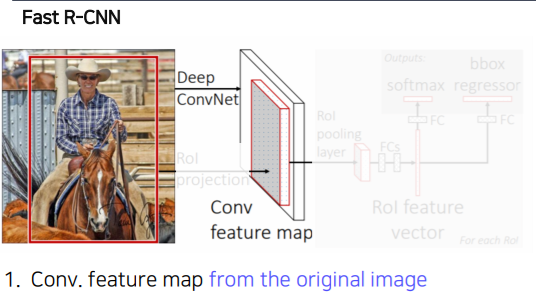 Fast R-CNN
Deep
ConvNet
RoI
projection
Conv
feature map
RoI
pooling
layer
FCs
Outputs:
softmax
bbox
regressor
FC
FC
RoI feature
vector
For each RoI
1. Conv. feature map from the original image